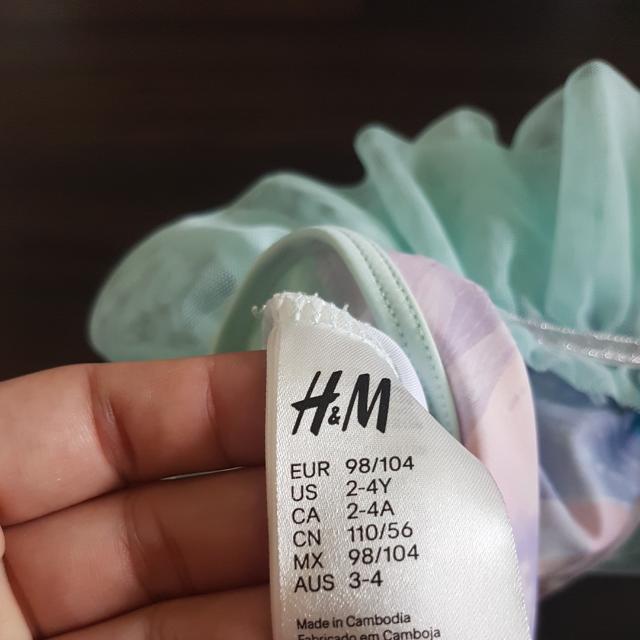 H&M
EUR 98/104
US 2-4Y
CA 2-4A
CN 110/56
MX 98/104
AUS 3-4
Made in Cambodia
Fabricado em Camboja